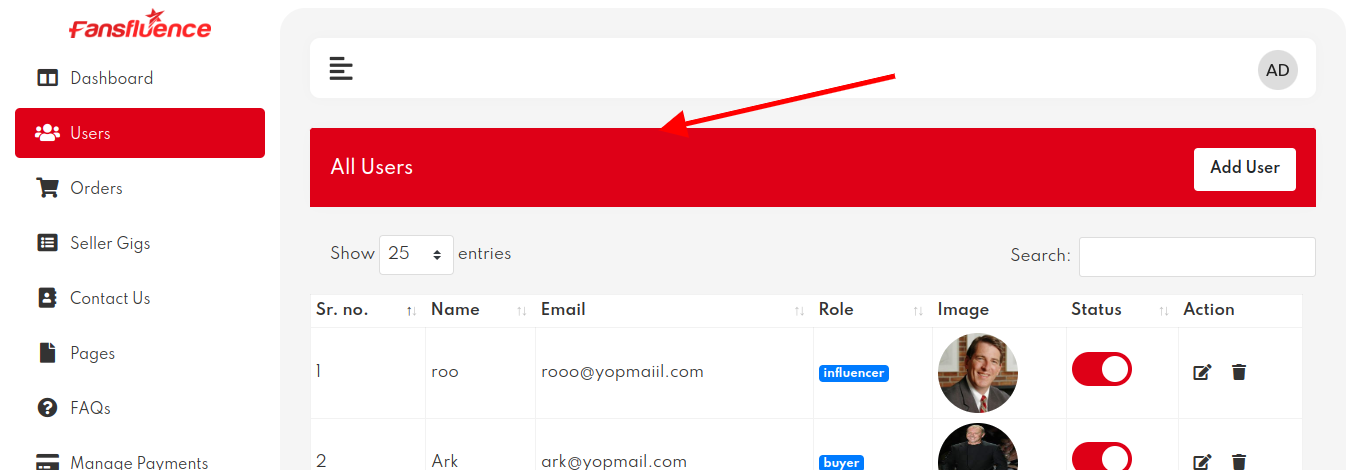 Fansfluence
Dashboard
Users
Orders
Seller Gigs
Contact Us
Pages
FAQs
Manage Payments
AD
All Users
Add User
Show 25 entries
Search:
Sr. no. Name Email Role Image Status Action
1 roo rooo@yopmaiil.com influencer
2 Ark ark@yopmail.com buyer